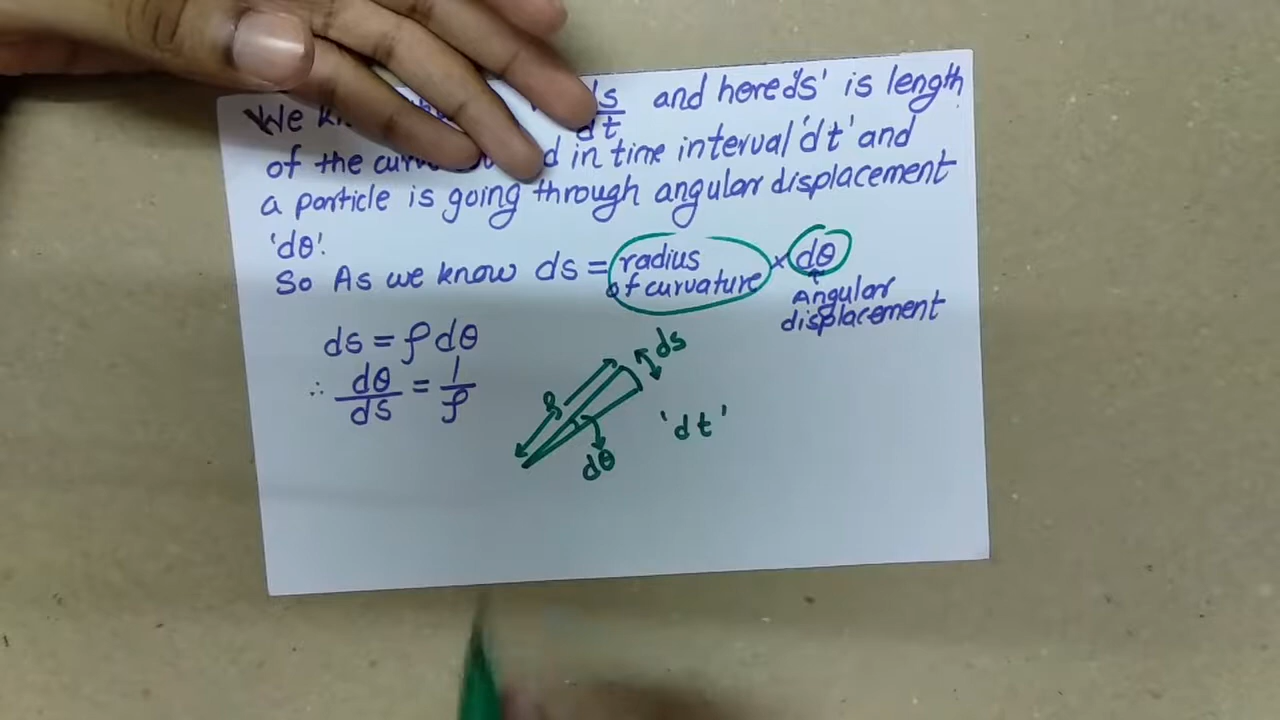 We ds/dt and here 'ds' is length
of the in time interval 'dt' and
a particle is going through angular displacement
'dθ'.
So As we know ds = radius of curvature × dθ
Angular displacement
ds = ρ dθ
∴ dθ/ds = 1/ρ
ds
ρ
dθ
'dt'